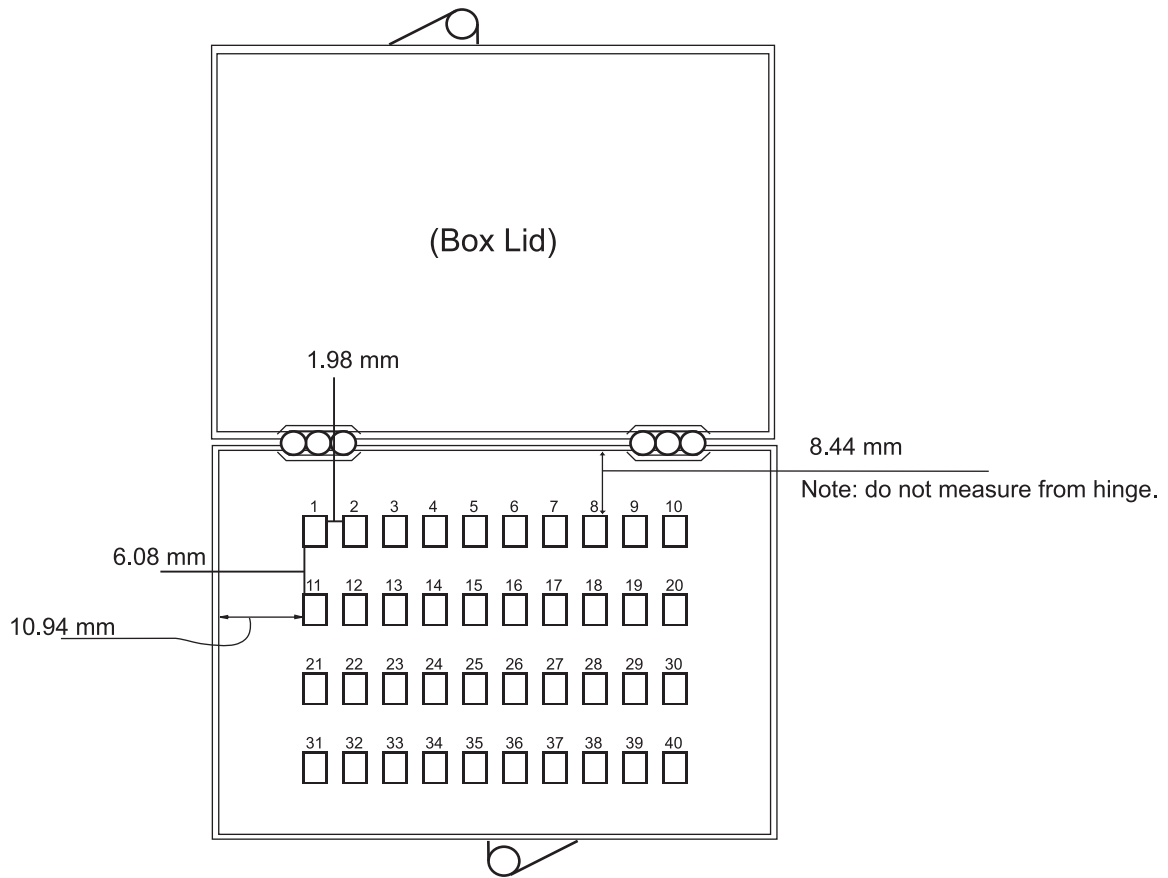 (Box Lid)
1.98 mm
8.44 mm
Note: do not measure from hinge.
1 2 3 4 5 6 7 8 9 10
6.08 mm
11 12 13 14 15 16 17 18 19 20
10.94 mm
21 22 23 24 25 26 27 28 29 30
31 32 33 34 35 36 37 38 39 40